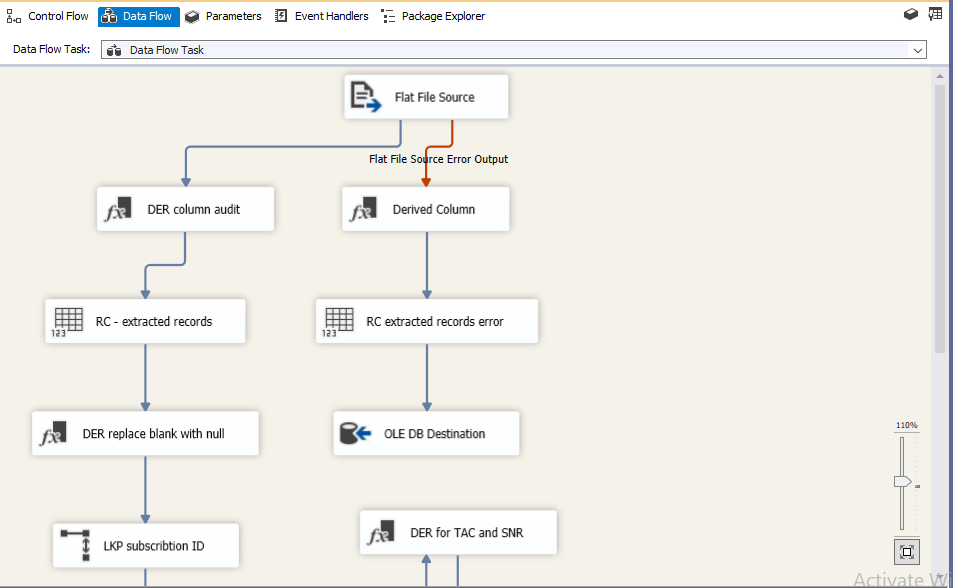 Control Flow Data Flow Parameters Event Handlers Package Explorer
Data Flow Task: Data Flow Task
Flat File Source
Flat File Source Error Output
DER column audit
Derived Column
123 RC - extracted records
123 RC extracted records error
DER replace blank with null
OLE DB Destination
110%
DER for TAC and SNR
LKP subscribtion ID
Activate W